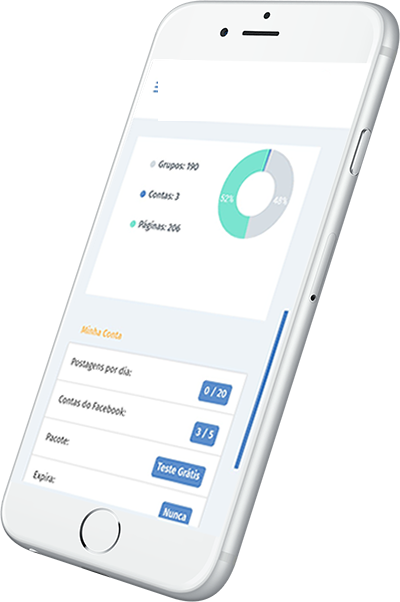 Grupos: 190
Contas: 3
Páginas: 206
52%
48%
Minha Conta
Postagens por dia:
0 / 20
Contas do Facebook:
3 / 5
Pacote:
Teste Grátis
Expira:
Nunca